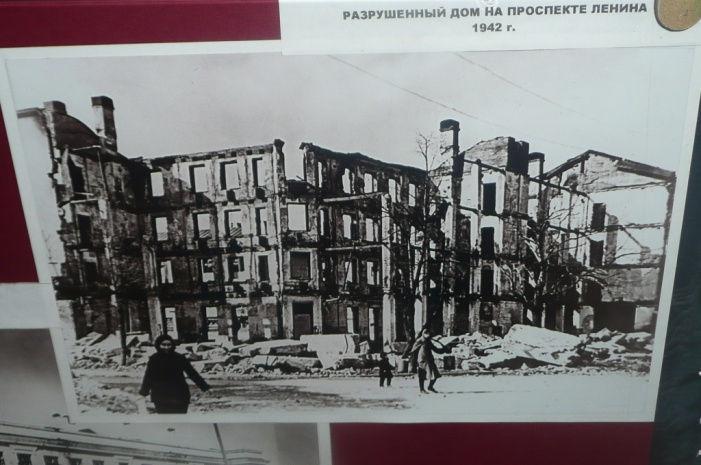 РАЗРУШЕННЫЙ ДОМ НА ПРОСПЕКТЕ ЛЕНИНА
1942 г.